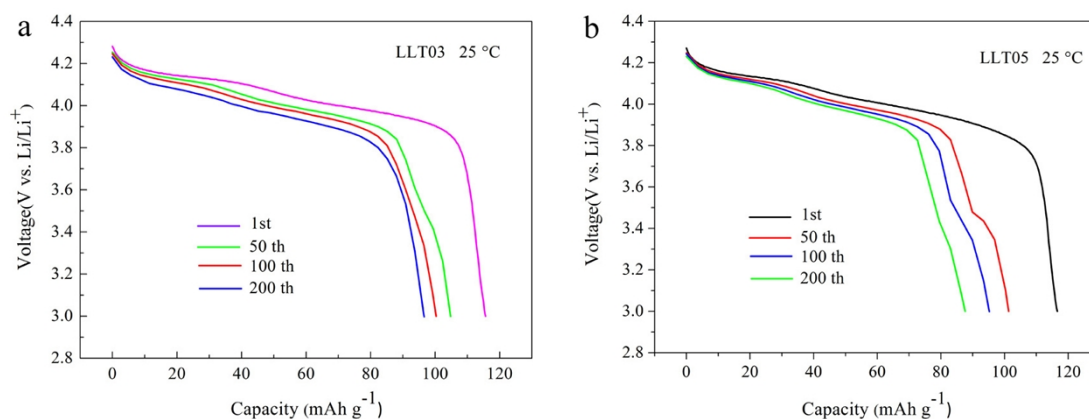 a
LLT03 25 °C
4.4
4.2
4.0
3.8
3.6
3.4
3.2
3.0
2.8
Voltage(V vs. Li/Li⁺)
1st
50 th
100 th
200 th
0 20 40 60 80 100 120
Capacity (mAh g⁻¹)
b
LLT05 25 °C
4.4
4.2
4.0
3.8
3.6
3.4
3.2
3.0
2.8
Voltage(V vs. Li/Li⁺)
1st
50 th
100 th
200 th
0 20 40 60 80 100 120
Capacity (mAh g⁻¹)